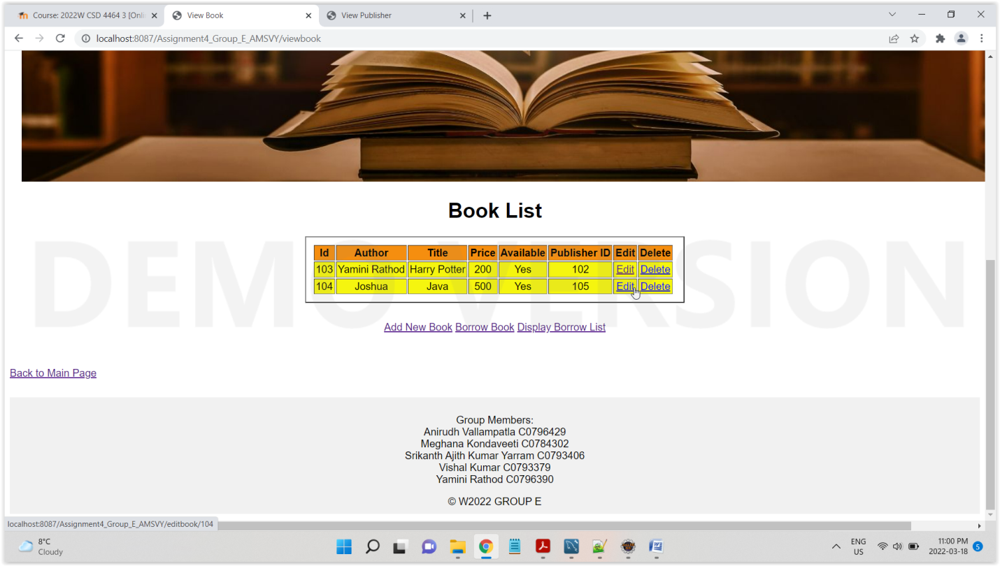 Course: 2022W CSD 4464 3 [Onli
View Book
View Publisher
localhost:8087/Assignment4_Group_E_AMSVY/viewbook
Book List
Id Author Title Price Available Publisher ID Edit Delete
103 Yamini Rathod Harry Potter 200 Yes 102 Edit Delete
104 Joshua Java 500 Yes 105 Edit Delete
DEMO VERSION
Add New Book Borrow Book Display Borrow List
Back to Main Page
Group Members:
Anirudh Vallampatla C0796429
Meghana Kondaveeti C0784302
Srikanth Ajith Kumar Yarram C0793406
Vishal Kumar C0793379
Yamini Rathod C0796390
© W2022 GROUP E
localhost:8087/Assignment4_Group_E_AMSVY/editbook/104
8°C
Cloudy
ENG
US
11:00 PM
2022-03-18
5